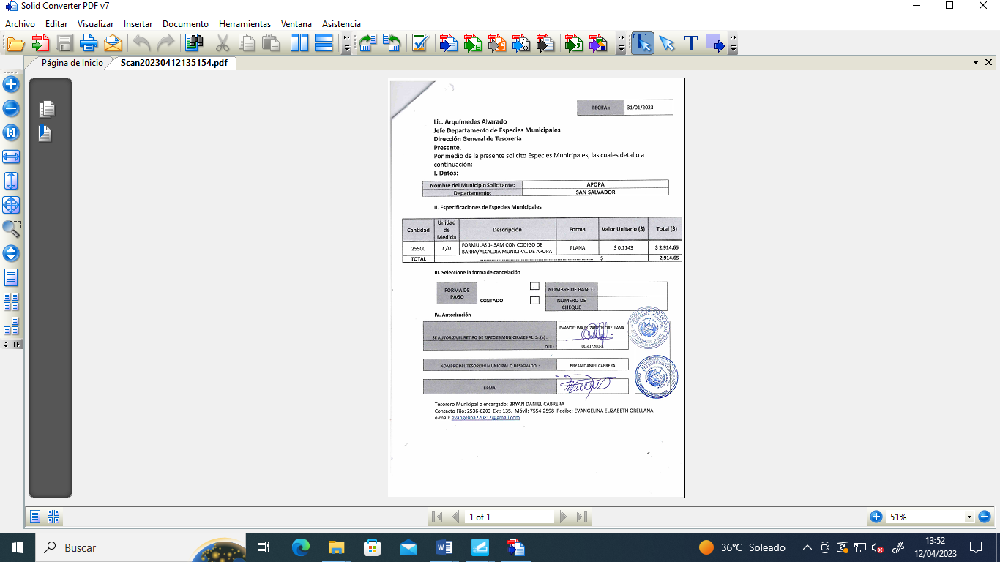 Solid Converter PDF v7
Archivo Editar Visualizar Insertar Documento Herramientas Ventana Asistencia
Página de Inicio Scan20230412135154.pdf
FECHA : 31/01/2023
Lic. Arquímedes Alvarado
Jefe Departamento de Especies Municipales
Dirección General de Tesorería
Presente.
Por medio de la presente solicito Especies Municipales, las cuales detallo a
continuación:
I. Datos:
Nombre del Municipio Solicitante: APOPA
Departamento: SAN SALVADOR
II. Especificaciones de Especies Municipales
Cantidad Unidad de Medida Descripción Forma Valor Unitario ($) Total ($)
25500 C/U FORMULAS 1-ISAM CON CODIGO DE PLANA $ 0.1143 $ 2,914.65
BARRA/ALCALDIA MUNICIPAL DE APOPA
TOTAL $ 2,914.65
III. Seleccione la forma de cancelación
FORMA DE PAGO CONTADO
NOMBRE DE BANCO
NUMERO DE CHEQUE
IV. Autorización
EVANGELINA ELIZABETH ORELLANA
SE AUTORIZA EL RETIRO DE ESPECIES MUNICIPALES AL Sr.(a) :
DUI : 00307260-8
NOMBRE DEL TESORERO MUNICIPAL Ó DESIGNADO : BRYAN DANIEL CABRERA
FIRMA:
Tesorero Municipal o encargado: BRYAN DANIEL CABRERA
Contacto Fijo: 2536-6200 Ext: 135, Móvil: 7554-2598 Recibe: EVANGELINA ELIZABETH ORELLANA
e-mail: evangelina220812@gmail.com
1 of 1
51%
Buscar
36°C Soleado
13:52
12/04/2023